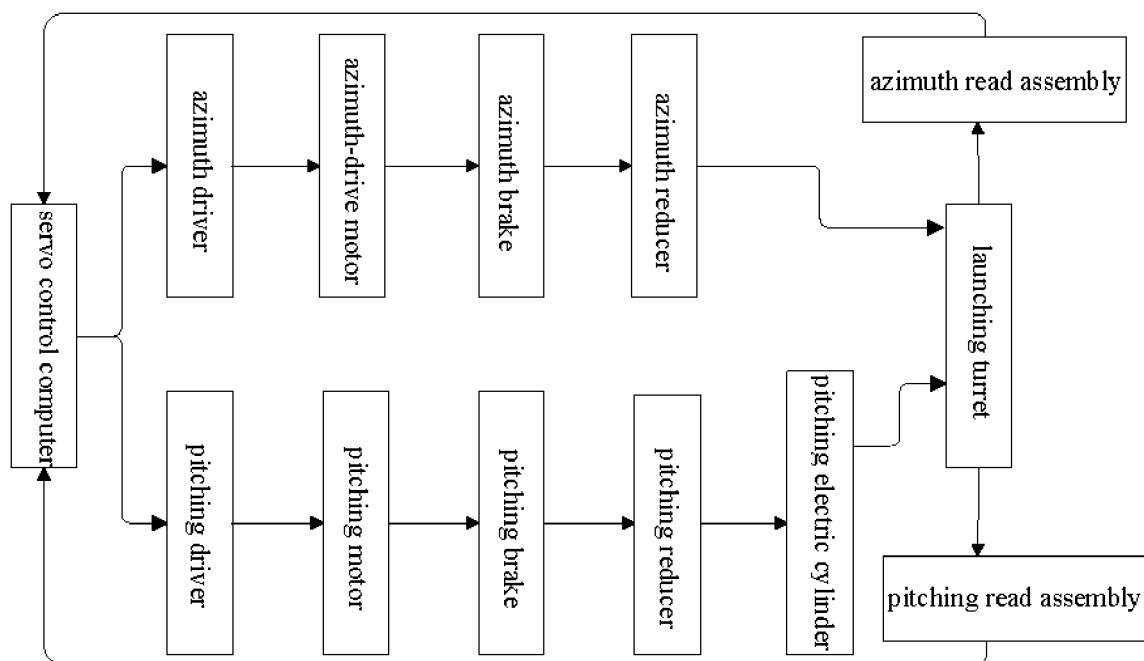 servo control computer
azimuth driver
azimuth-drive motor
azimuth brake
azimuth reducer
azimuth read assembly
launching turret
pitching driver
pitching motor
pitching brake
pitching reducer
pitching electric cylinder
pitching read assembly